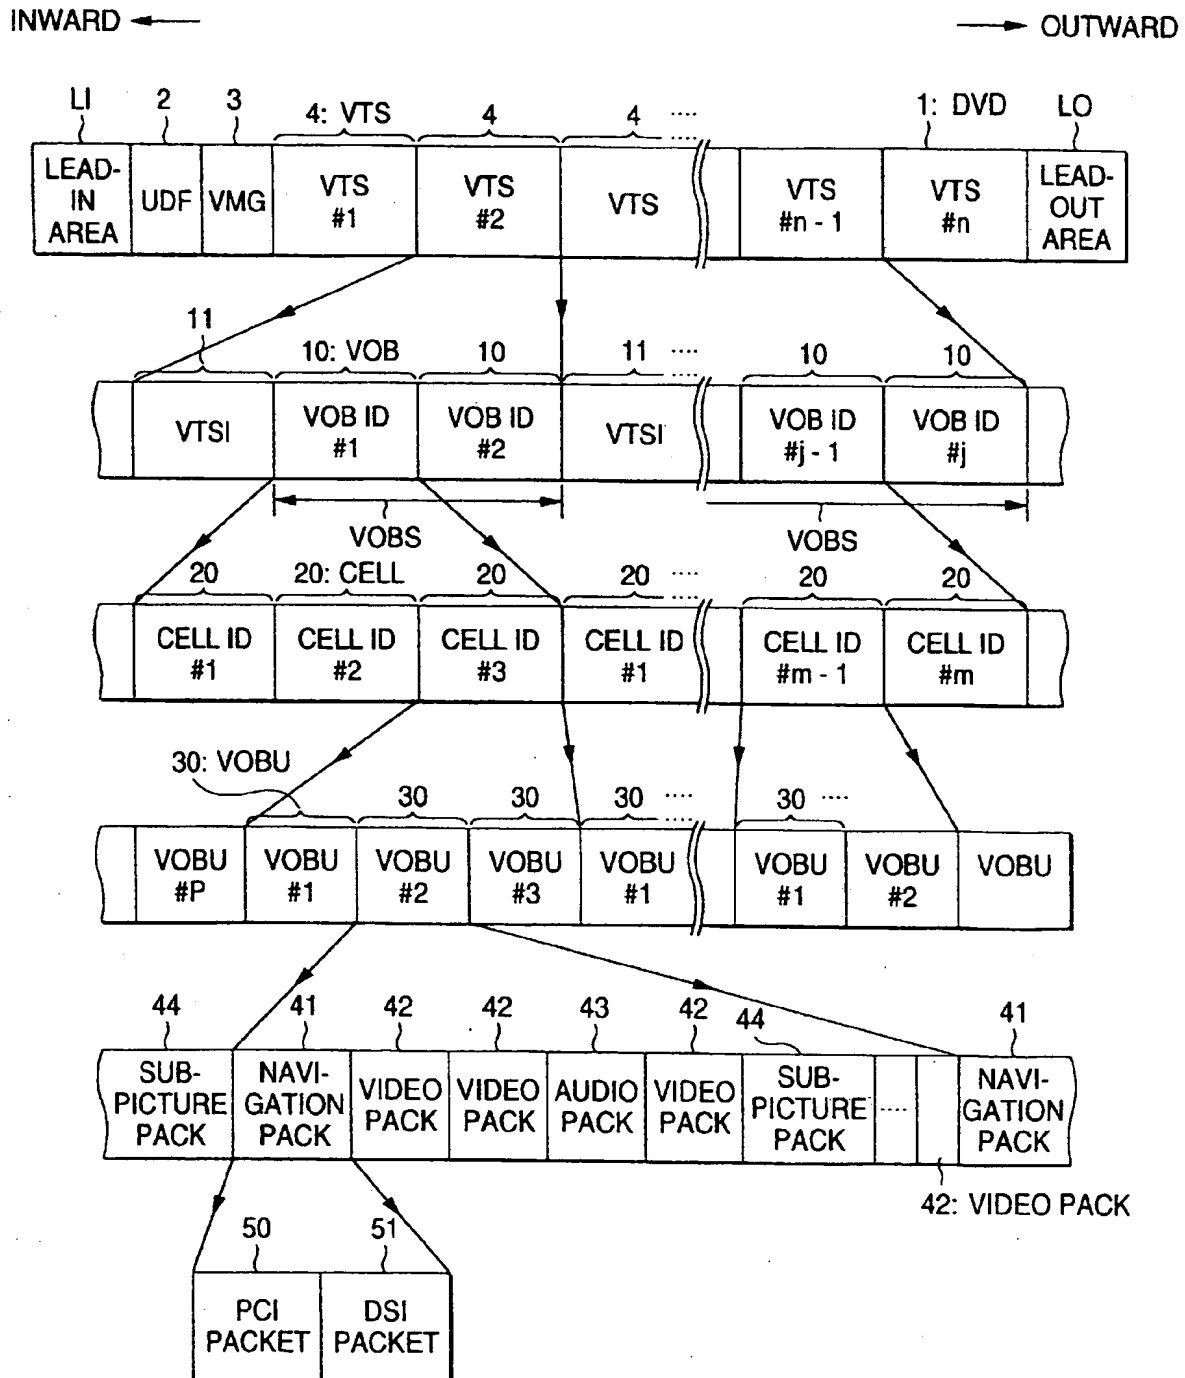 INWARD
OUTWARD
LI 2 3 4: VTS 4 4 ···· 1: DVD LO
LEAD-IN AREA UDF VMG VTS #1 VTS #2 VTS VTS #n - 1 VTS #n LEAD-OUT AREA
11 10: VOB 10 11 ···· 10 10
VTSI VOB ID #1 VOB ID #2 VTSI VOB ID #j - 1 VOB ID #j
VOBS VOBS
20 20: CELL 20 20 ···· 20 20
CELL ID #1 CELL ID #2 CELL ID #3 CELL ID #1 CELL ID #m - 1 CELL ID #m
30: VOBU 30 30 30 ···· 30 ····
VOBU #P VOBU #1 VOBU #2 VOBU #3 VOBU #1 VOBU #1 VOBU #2 VOBU
44 41 42 42 43 42 44 41
SUB-PICTURE PACK NAVI-GATION PACK VIDEO PACK VIDEO PACK AUDIO PACK VIDEO PACK SUB-PICTURE PACK ···· NAVI-GATION PACK
42: VIDEO PACK
50 51
PCI PACKET DSI PACKET